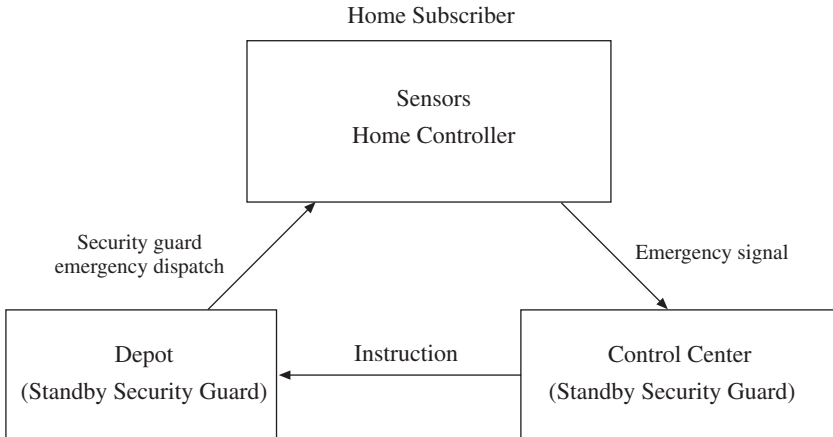 Home Subscriber
Sensors
Home Controller
Security guard
emergency dispatch
Emergency signal
Depot
(Standby Security Guard)
Instruction
Control Center
(Standby Security Guard)